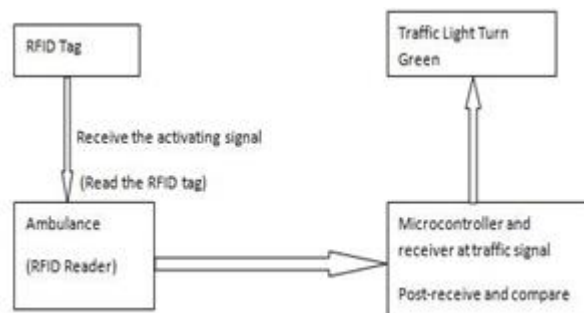 RFID Tag
Traffic Light Turn
Green
Receive the activating signal
(Read the RFID tag)
Ambulance
(RFID Reader)
Microcontroller and
receiver at traffic signal
Post-receive and compare